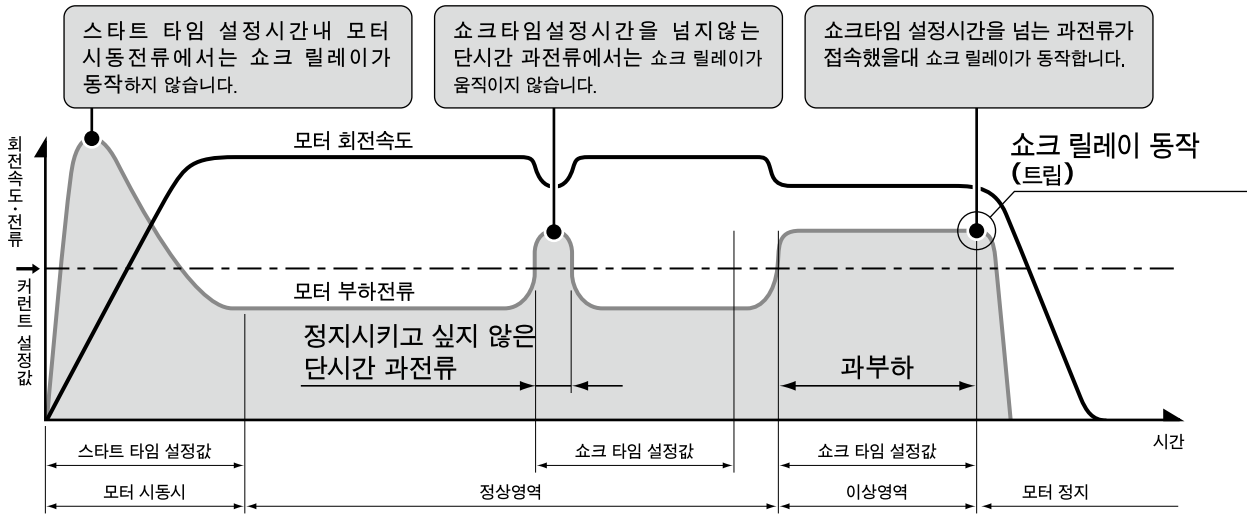 스타트 타임 설정시간내 모터
시동전류에서는 쇼크 릴레이가
동작하지 않습니다.
쇼크타임설정시간을 넘지않는
단시간 과전류에서는 쇼크 릴레이가
움직이지 않습니다.
쇼크타임 설정시간을 넘는 과전류가
접속했을대 쇼크 릴레이가 동작합니다.
회전속도·전류
모터 회전속도
쇼크 릴레이 동작
(트립)
커런트 설정값
모터 부하전류
정지시키고 싶지 않은
단시간 과전류
과부하
시간
스타트 타임 설정값
쇼크 타임 설정값
쇼크 타임 설정값
모터 시동시
정상영역
이상영역
모터 정지